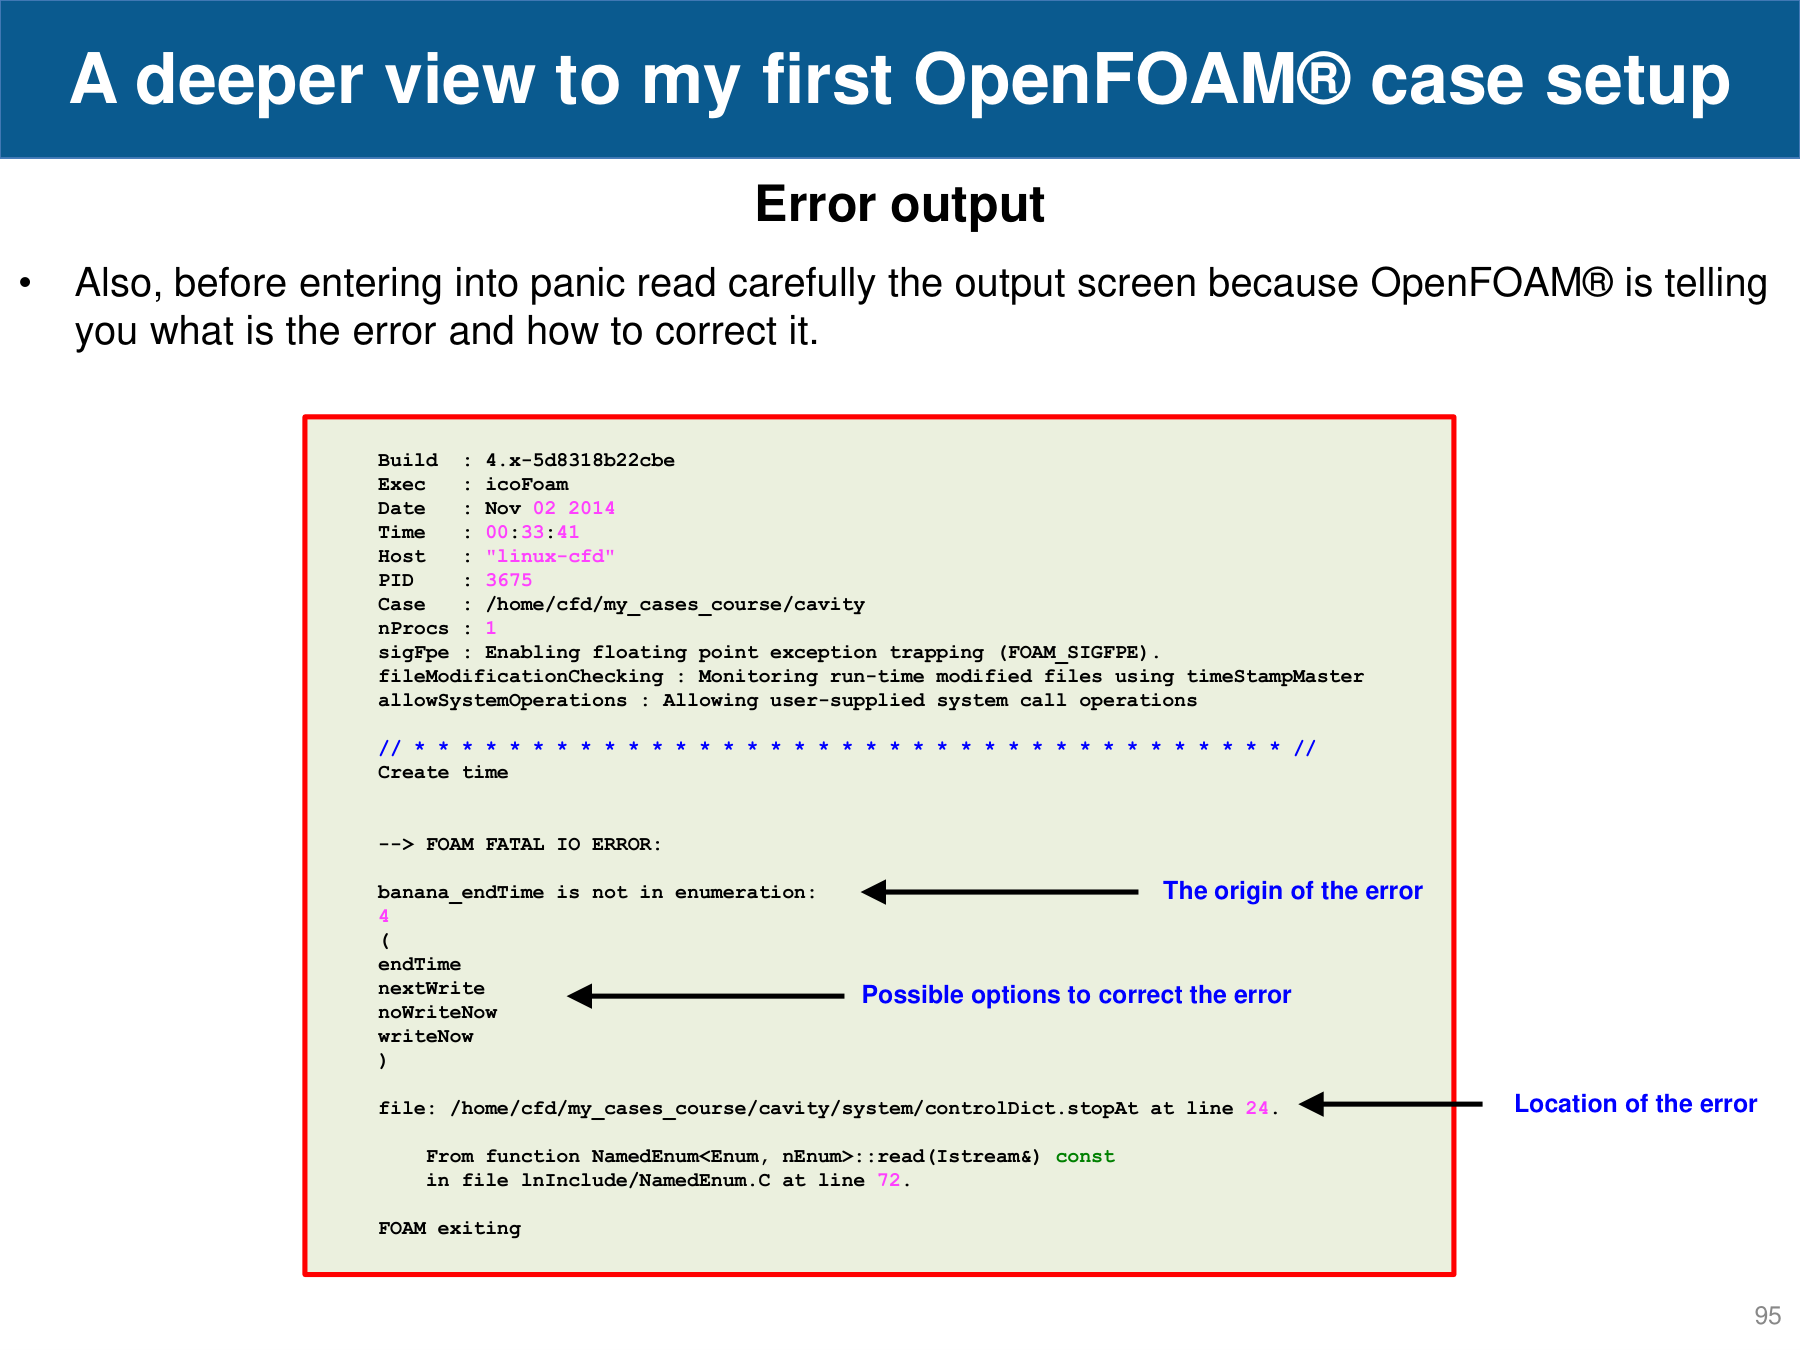 A deeper view to my first OpenFOAM® case setup
Error output
• Also, before entering into panic read carefully the output screen because OpenFOAM® is telling
you what is the error and how to correct it.
Build  : 4.x-5d8318b22cbe
Exec   : icoFoam
Date   : Nov 02 2014
Time   : 00:33:41
Host   : "linux-cfd"
PID    : 3675
Case   : /home/cfd/my_cases_course/cavity
nProcs : 1
sigFpe : Enabling floating point exception trapping (FOAM_SIGFPE).
fileModificationChecking : Monitoring run-time modified files using timeStampMaster
allowSystemOperations : Allowing user-supplied system call operations
// * * * * * * * * * * * * * * * * * * * * * * * * * * * * * * * * * * * * * //
Create time
--> FOAM FATAL IO ERROR:
banana_endTime is not in enumeration:
The origin of the error
4
(
endTime
nextWrite
Possible options to correct the error
noWriteNow
writeNow
)
file: /home/cfd/my_cases_course/cavity/system/controlDict.stopAt at line 24.
Location of the error
From function NamedEnum<Enum, nEnum>::read(Istream&) const
in file lnInclude/NamedEnum.C at line 72.
FOAM exiting
95